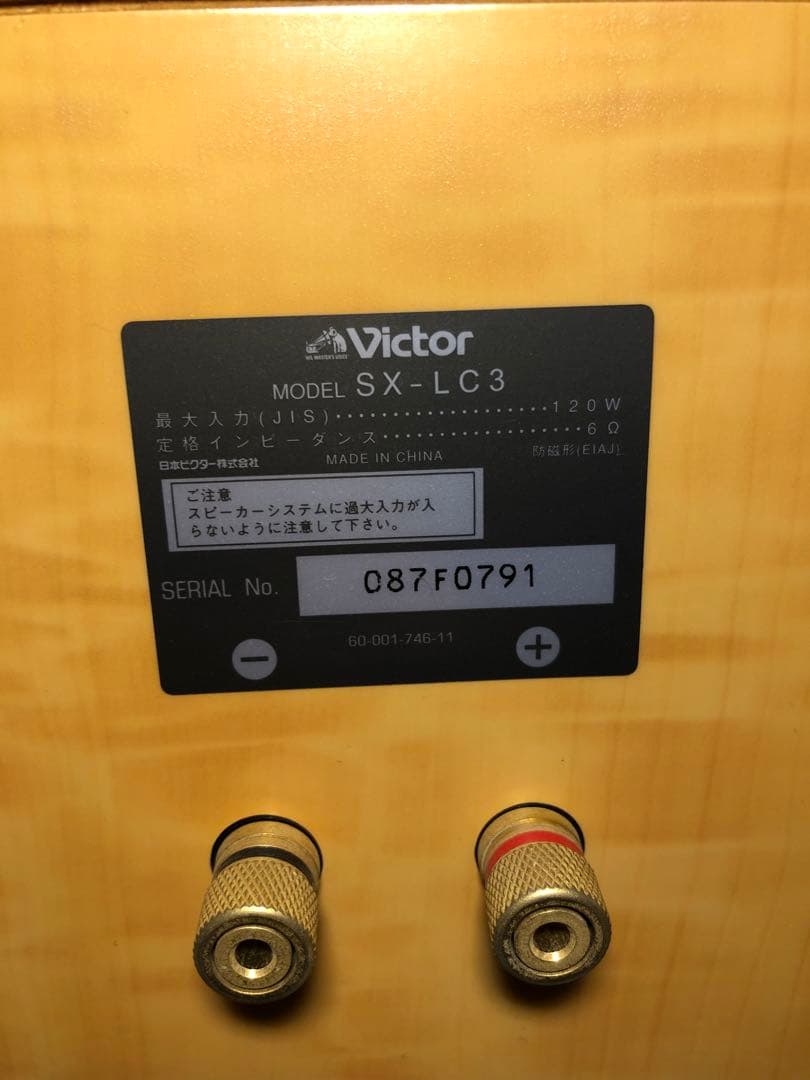 HIS MASTER'S VOICE
Victor
MODEL SX-LC3
最大入力(JIS)····················120W
定格インピーダンス··················6Ω
日本ビクター株式会社 MADE IN CHINA 防磁形(EIAJ)
ご注意
スピーカーシステムに過大入力が入
らないように注意して下さい。
SERIAL No. 087F0791
60-001-746-11
− +